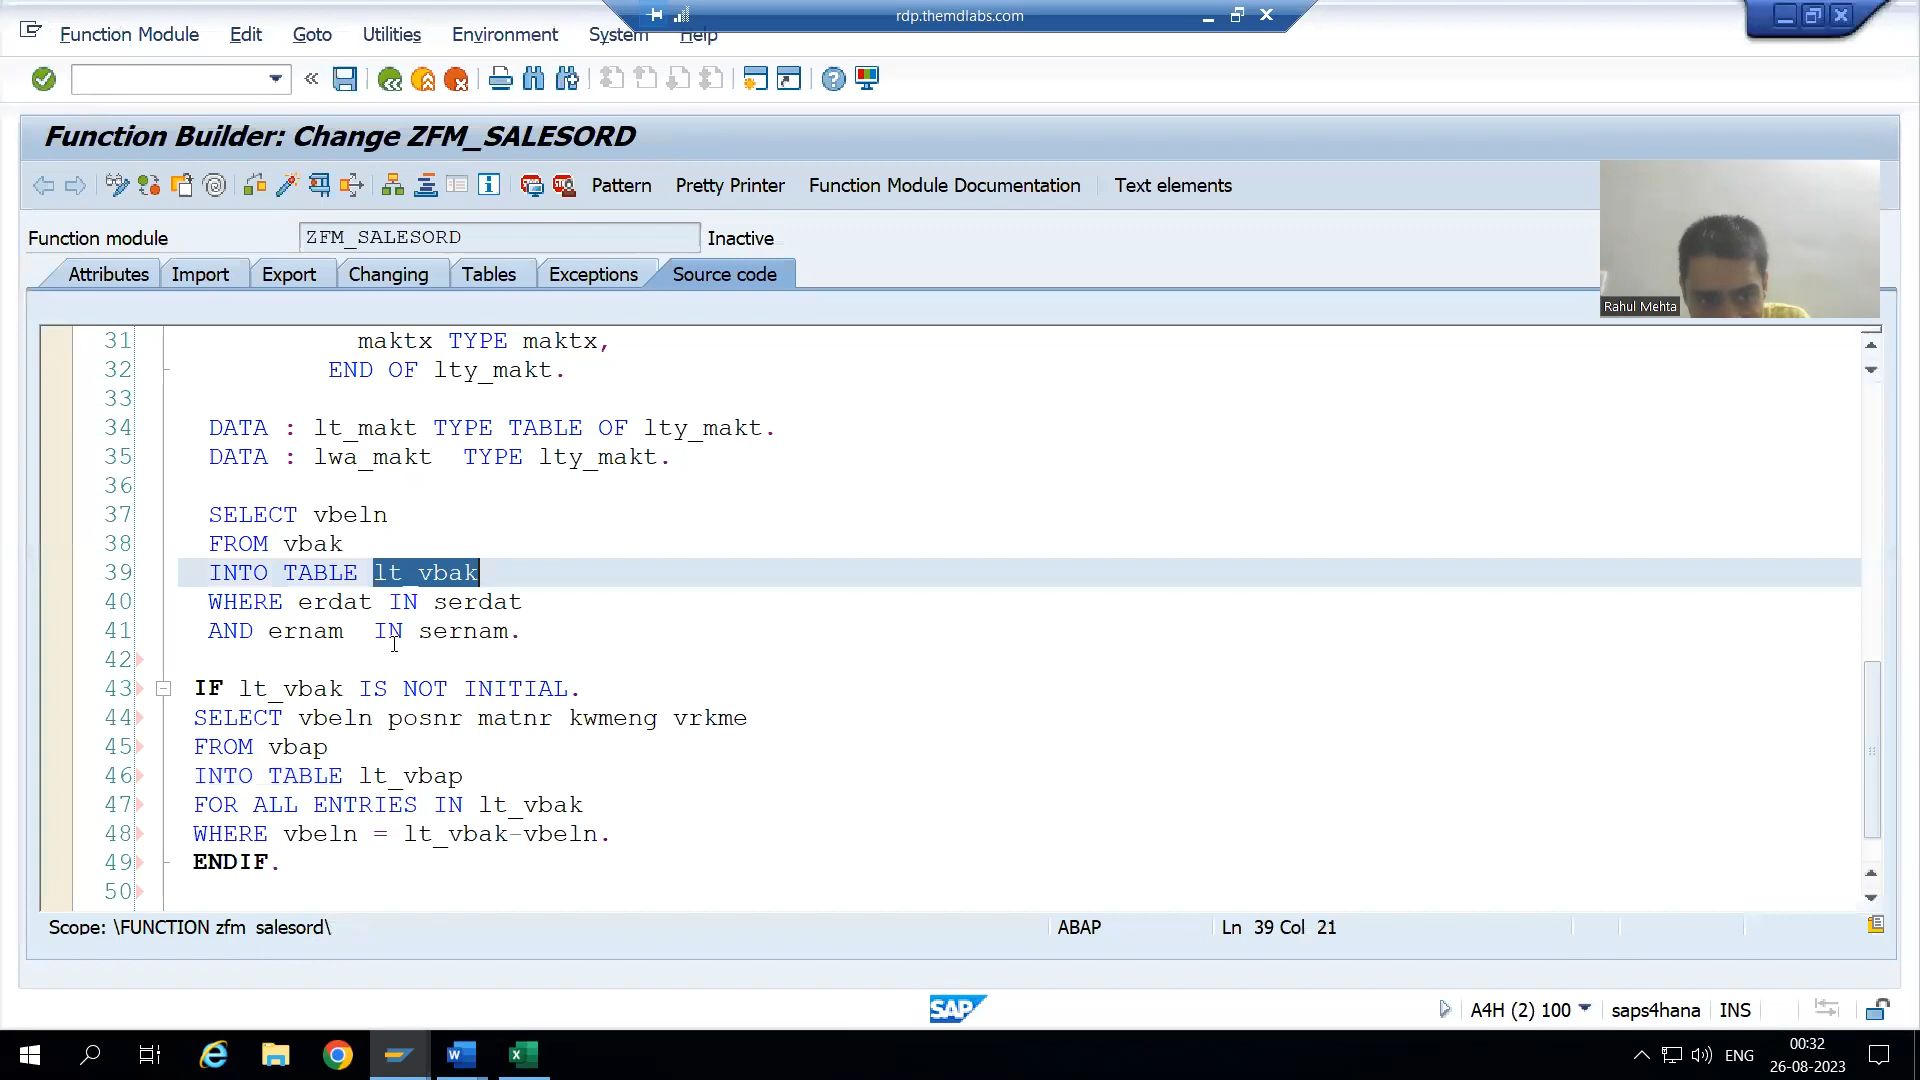 rdp.themdlabs.com
Function Module Edit Goto Utilities Environment System Help
Function Builder: Change ZFM_SALESORD
Pattern Pretty Printer Function Module Documentation Text elements
Function module ZFM_SALESORD Inactive
Attributes Import Export Changing Tables Exceptions Source code
Rahul Mehta
31 maktx TYPE maktx,
32 END OF lty_makt.
33
34 DATA : lt_makt TYPE TABLE OF lty_makt.
35 DATA : lwa_makt TYPE lty_makt.
36
37 SELECT vbeln
38 FROM vbak
39 INTO TABLE lt_vbak
40 WHERE erdat IN serdat
41 AND ernam IN sernam.
42
43 IF lt_vbak IS NOT INITIAL.
44 SELECT vbeln posnr matnr kwmeng vrkme
45 FROM vbap
46 INTO TABLE lt_vbap
47 FOR ALL ENTRIES IN lt_vbak
48 WHERE vbeln = lt_vbak-vbeln.
49 ENDIF.
50
Scope: \FUNCTION zfm_salesord\ ABAP Ln 39 Col 21
SAP A4H (2) 100 saps4hana INS
ENG
00:32
26-08-2023